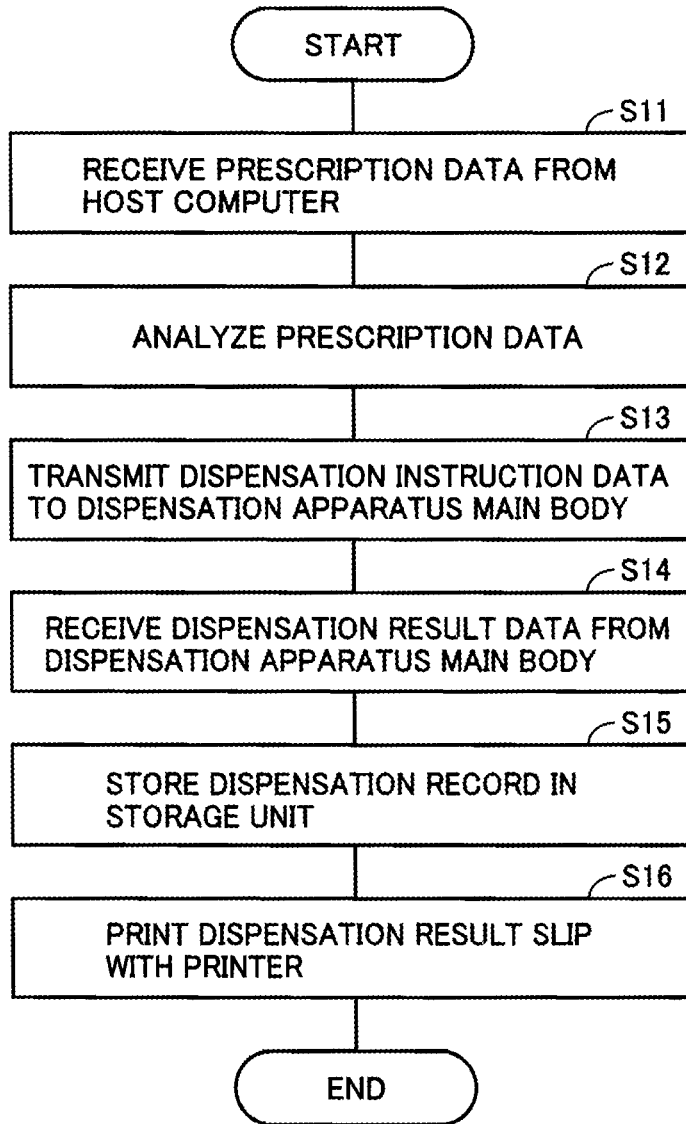 START
S11
RECEIVE PRESCRIPTION DATA FROM
HOST COMPUTER
S12
ANALYZE PRESCRIPTION DATA
S13
TRANSMIT DISPENSATION INSTRUCTION DATA
TO DISPENSATION APPARATUS MAIN BODY
S14
RECEIVE DISPENSATION RESULT DATA FROM
DISPENSATION APPARATUS MAIN BODY
S15
STORE DISPENSATION RECORD IN
STORAGE UNIT
S16
PRINT DISPENSATION RESULT SLIP
WITH PRINTER
END